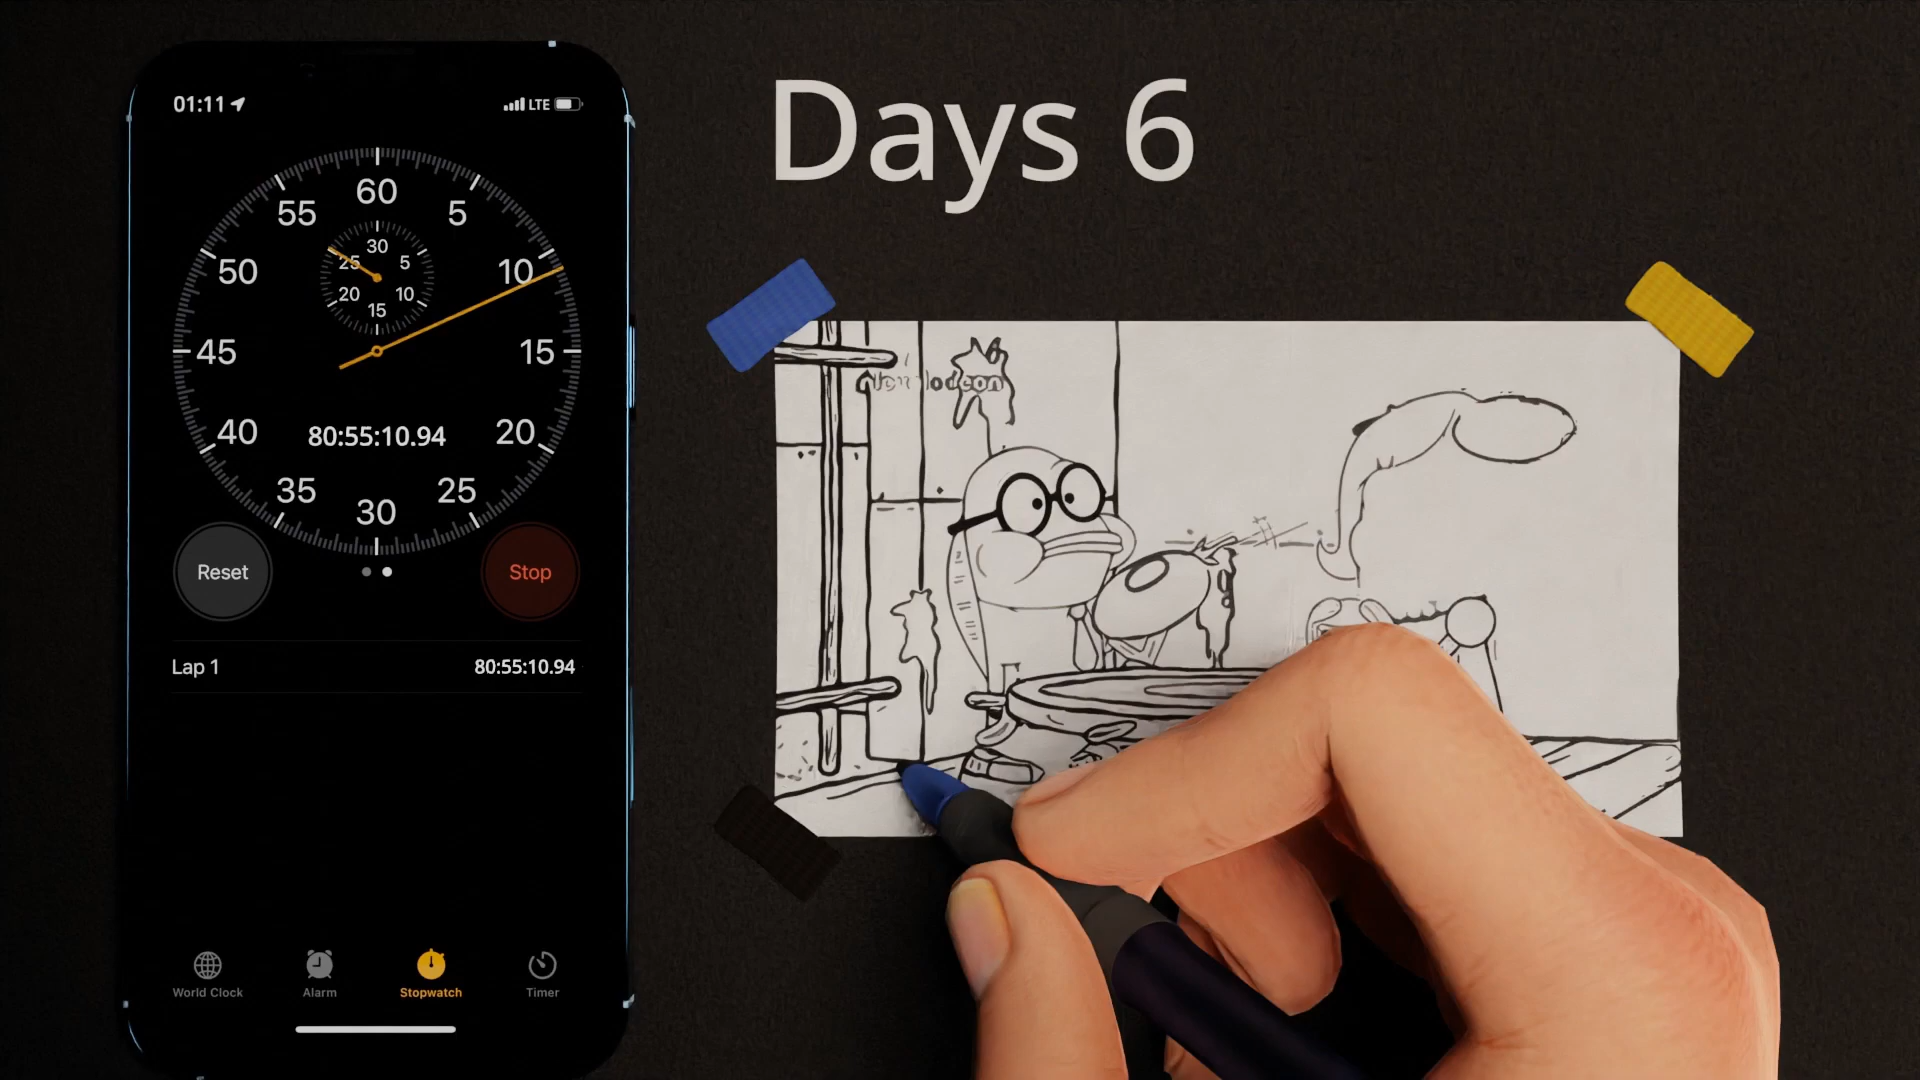 01:11
LTE
Days 6
60
55
5
50
10
45
15
40
20
35
25
30
30
25
5
20
10
15
80:55:10.94
Reset
Stop
Lap 1
80:55:10.94
World Clock
Alarm
Stopwatch
Timer